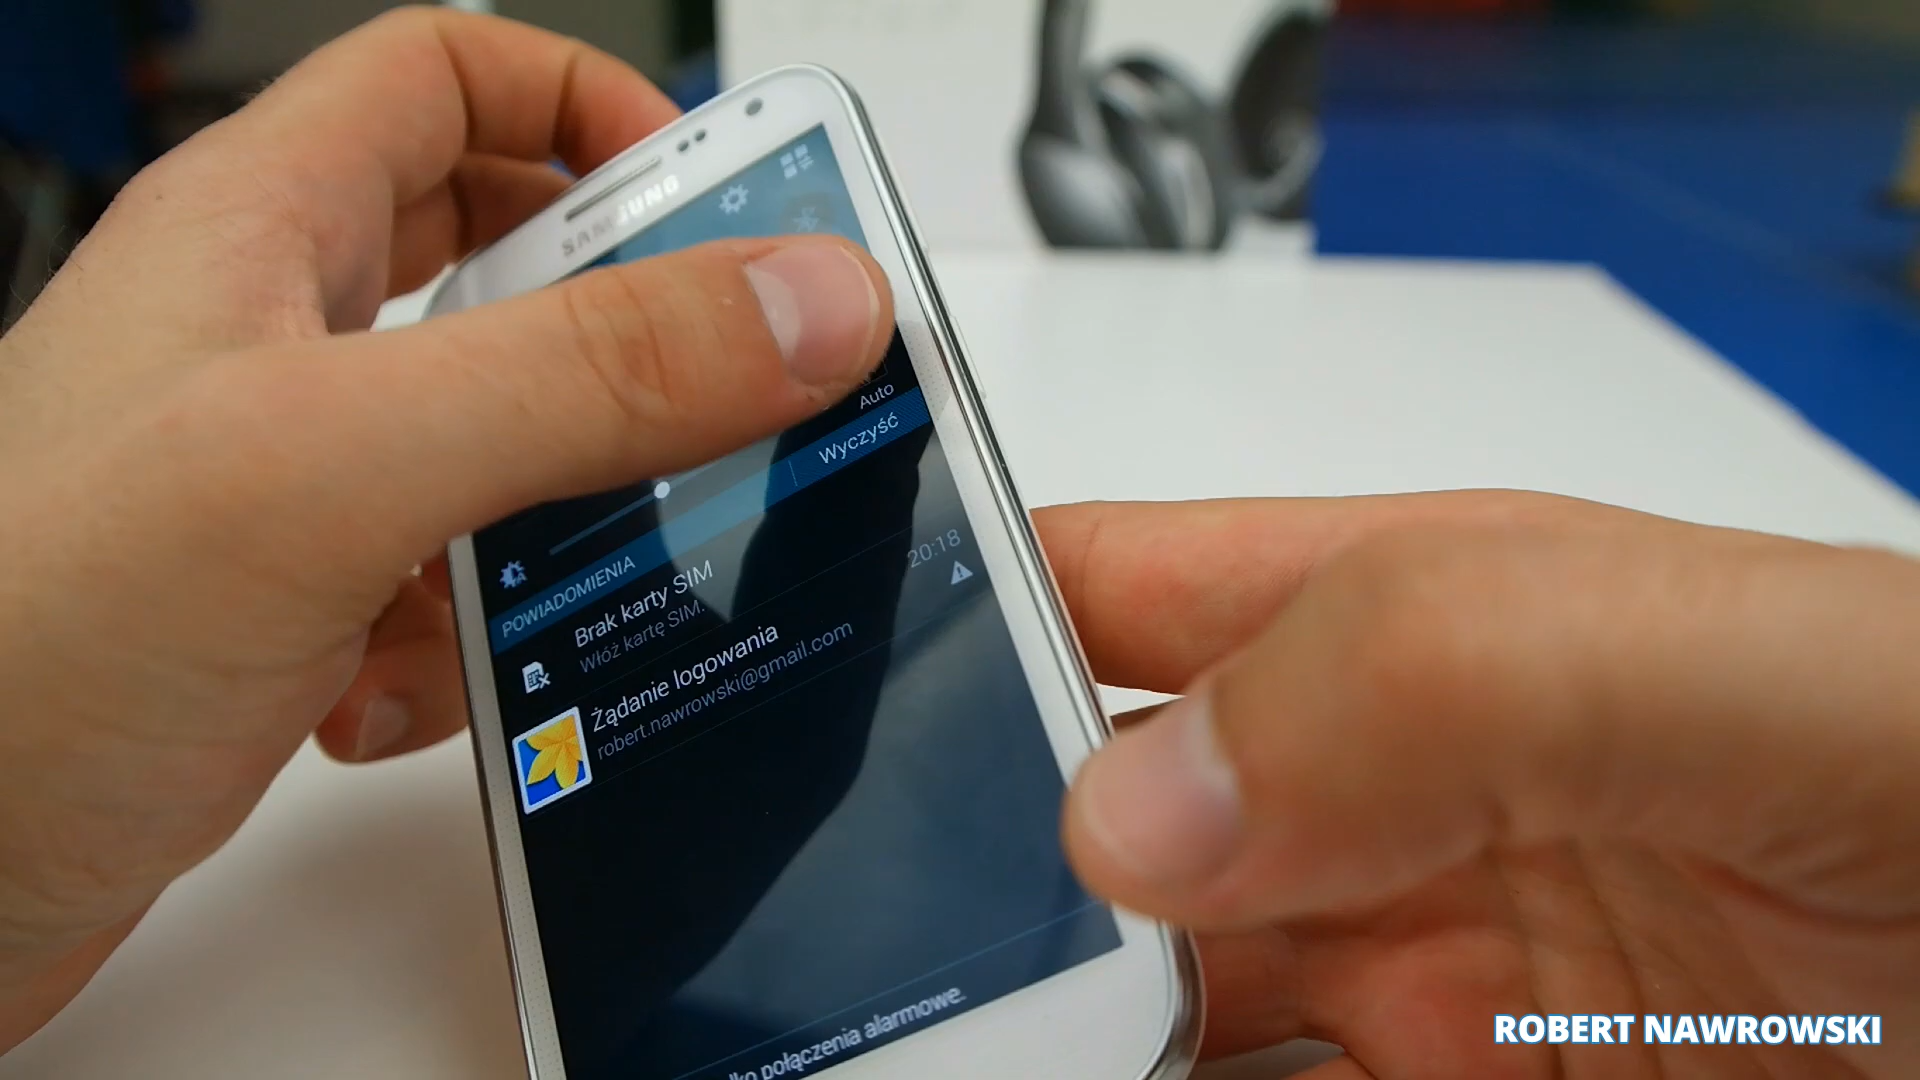 SAMSUNG
Auto
Wyczyść
POWIADOMIENIA
Brak karty SIM
20:18
Włóż kartę SIM.
Żądanie logowania
robert.nawrowski@gmail.com
połączenia alarmowe.
ROBERT NAWROWSKI